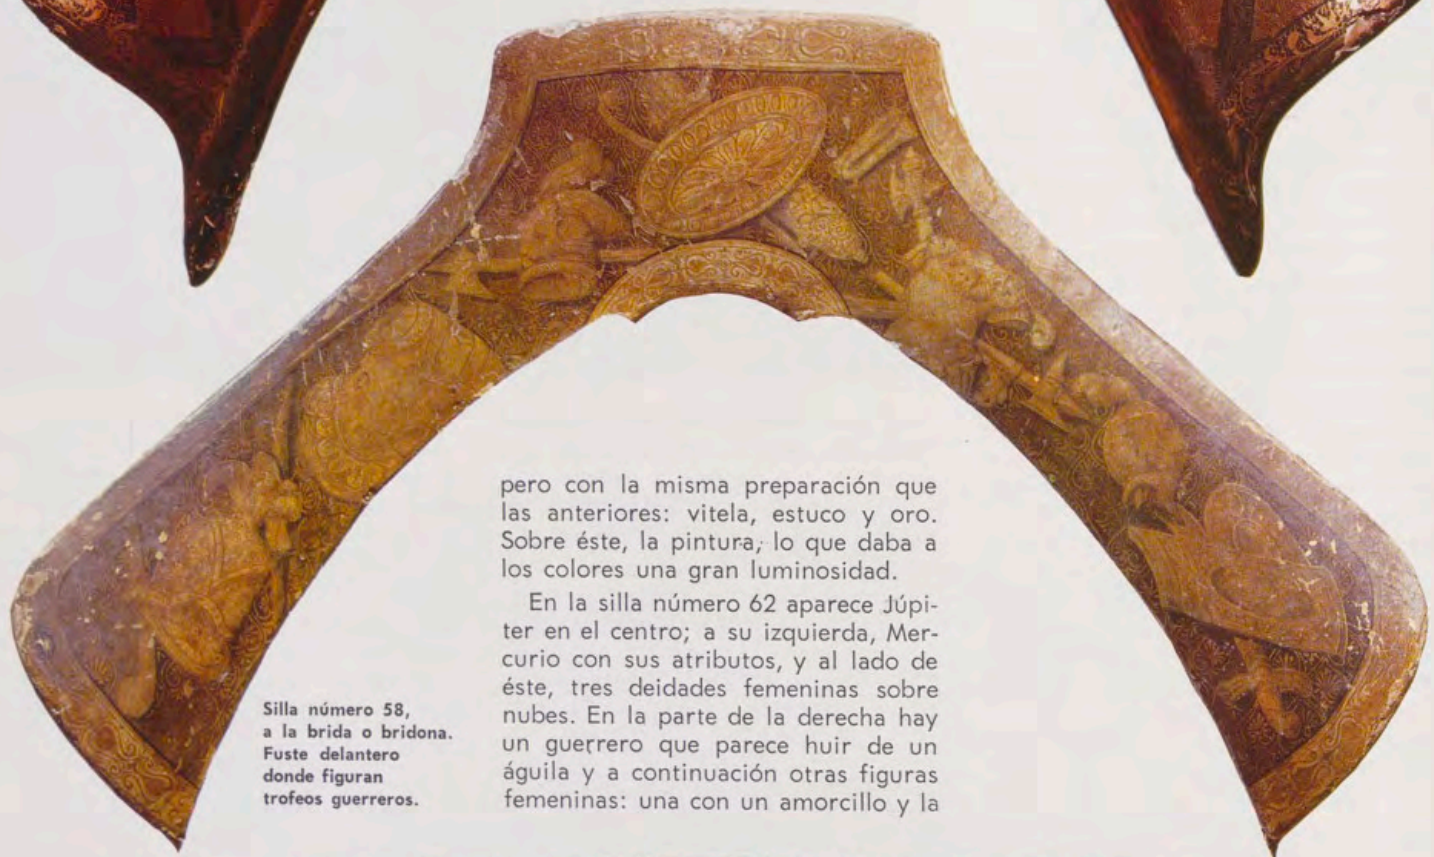 pero con la misma preparación que
las anteriores: vitela, estuco y oro.
Sobre éste, la pintura, lo que daba a
los colores una gran luminosidad.
En la silla número 62 aparece Júpi-
ter en el centro; a su izquierda, Mer-
curio con sus atributos, y al lado de
éste, tres deidades femeninas sobre
nubes. En la parte de la derecha hay
un guerrero que parece huir de un
águila y a continuación otras figuras
femeninas: una con un amorcillo y la
Silla número 58,
a la brida o bridona.
Fuste delantero
donde figuran
trofeos guerreros.